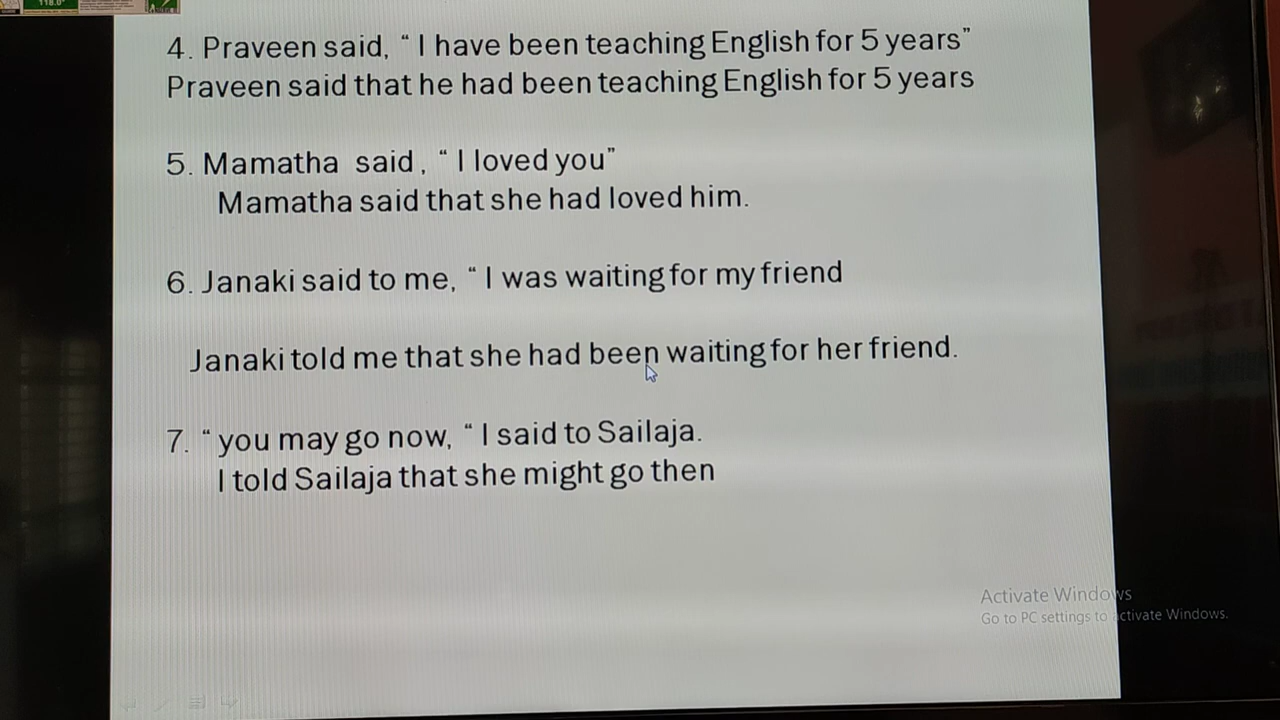 118.0°
4. Praveen said, “ I have been teaching English for 5 years”
Praveen said that he had been teaching English for 5 years
5. Mamatha said , “ I loved you”
Mamatha said that she had loved him.
6. Janaki said to me, “ I was waiting for my friend
Janaki told me that she had been waiting for her friend.
7. “ you may go now, “ I said to Sailaja.
I told Sailaja that she might go then
Activate Windows
Go to PC settings to activate Windows.